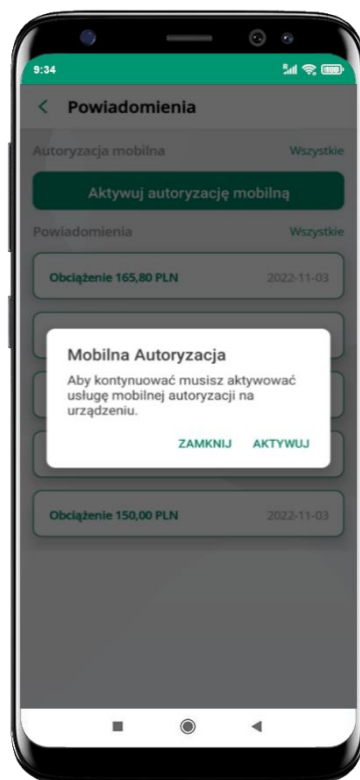 9:34
Powiadomienia
Autoryzacja mobilna Wszystkie
Aktywuj autoryzację mobilną
Powiadomienia Wszystkie
Obciążenie 165,80 PLN 2022-11-03
Mobilna Autoryzacja
Aby kontynuować musisz aktywować
usługę mobilnej autoryzacji na
urządzeniu.
ZAMKNIJ AKTYWUJ
Obciążenie 150,00 PLN 2022-11-03